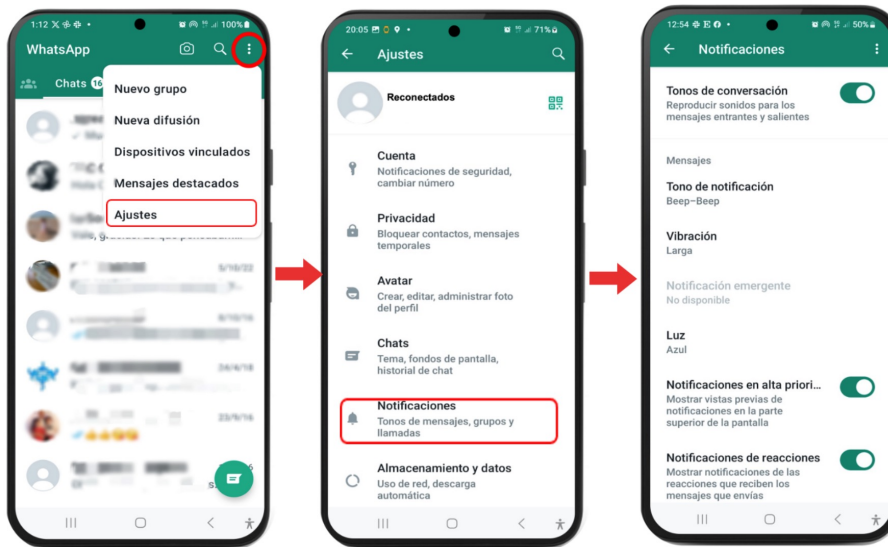 1:12
100%
WhatsApp
Chats 16
Nuevo grupo
Nueva difusión
Dispositivos vinculados
Mensajes destacados
Ajustes
5/10/22
8/10/16
24/4/18
23/9/16
20:05
71%
Ajustes
Reconectados
Cuenta
Notificaciones de seguridad,
cambiar número
Privacidad
Bloquear contactos, mensajes
temporales
Avatar
Crear, editar, administrar foto
del perfil
Chats
Tema, fondos de pantalla,
historial de chat
Notificaciones
Tonos de mensajes, grupos y
llamadas
Almacenamiento y datos
Uso de red, descarga
automática
12:54
50%
Notificaciones
Tonos de conversación
Reproducir sonidos para los
mensajes entrantes y salientes
Mensajes
Tono de notificación
Beep-Beep
Vibración
Larga
Notificación emergente
No disponible
Luz
Azul
Notificaciones en alta priori...
Mostrar vistas previas de
notificaciones en la parte
superior de la pantalla
Notificaciones de reacciones
Mostrar notificaciones de las
reacciones que reciben los
mensajes que envías